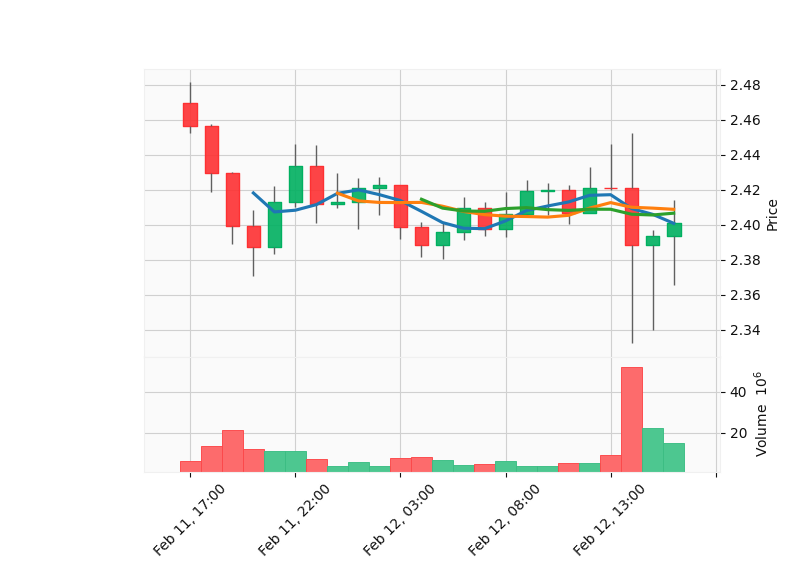 2.48
2.46
2.44
2.42
2.40
2.38
2.36
2.34
Price
40
20
Volume 10⁶
Feb 11, 17:00
Feb 11, 22:00
Feb 12, 03:00
Feb 12, 08:00
Feb 12, 13:00